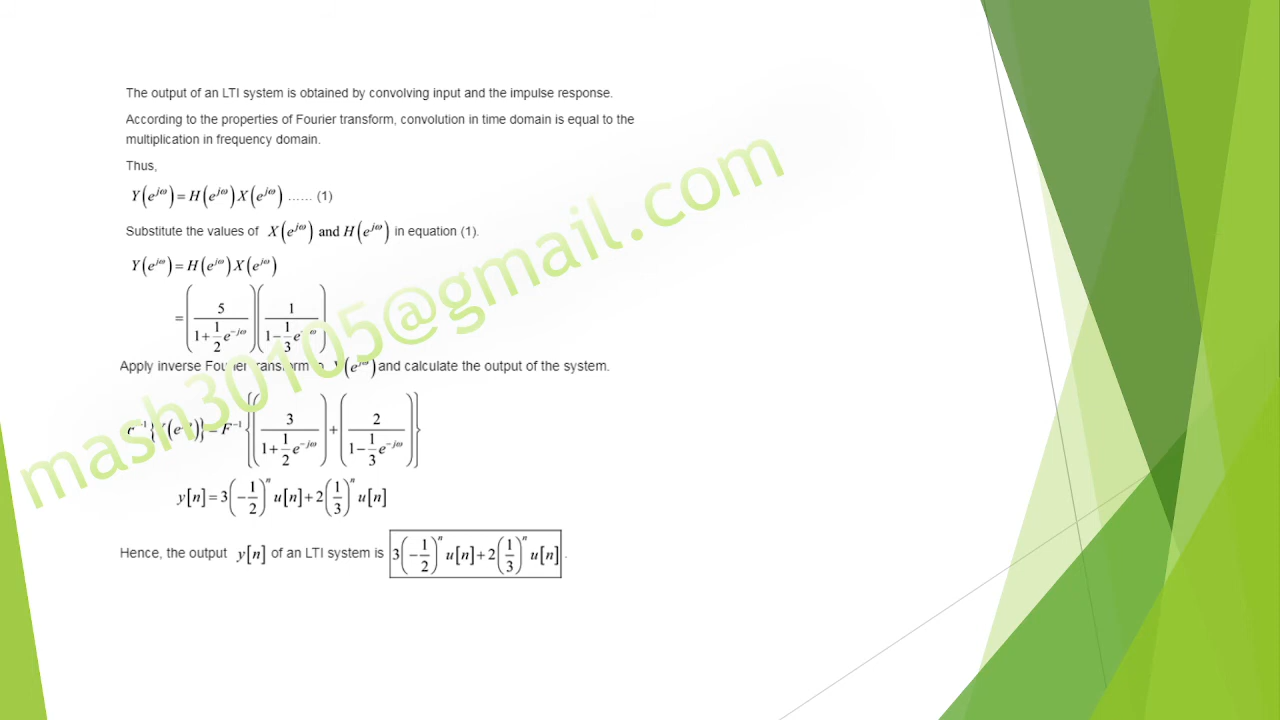 The output of an LTI system is obtained by convolving input and the impulse response.
According to the properties of Fourier transform, convolution in time domain is equal to the
multiplication in frequency domain.
Thus,
Y(e^{jω}) = H(e^{jω}) X(e^{jω}) ...... (1)
Substitute the values of X(e^{jω}) and H(e^{jω}) in equation (1).
Y(e^{jω}) = H(e^{jω}) X(e^{jω})
= (5 / (1 + 1/2 e^{-jω})) (1 / (1 - 1/3 e^{-jω}))
Apply inverse Fourier transform to Y(e^{jω}) and calculate the output of the system.
F^{-1}{Y(e^{jω})} = F^{-1}{(3 / (1 + 1/2 e^{-jω})) + (2 / (1 - 1/3 e^{-jω}))}
y[n] = 3(-1/2)^n u[n] + 2(1/3)^n u[n]
Hence, the output y[n] of an LTI system is 3(-1/2)^n u[n] + 2(1/3)^n u[n].
mash30105@gmail.com